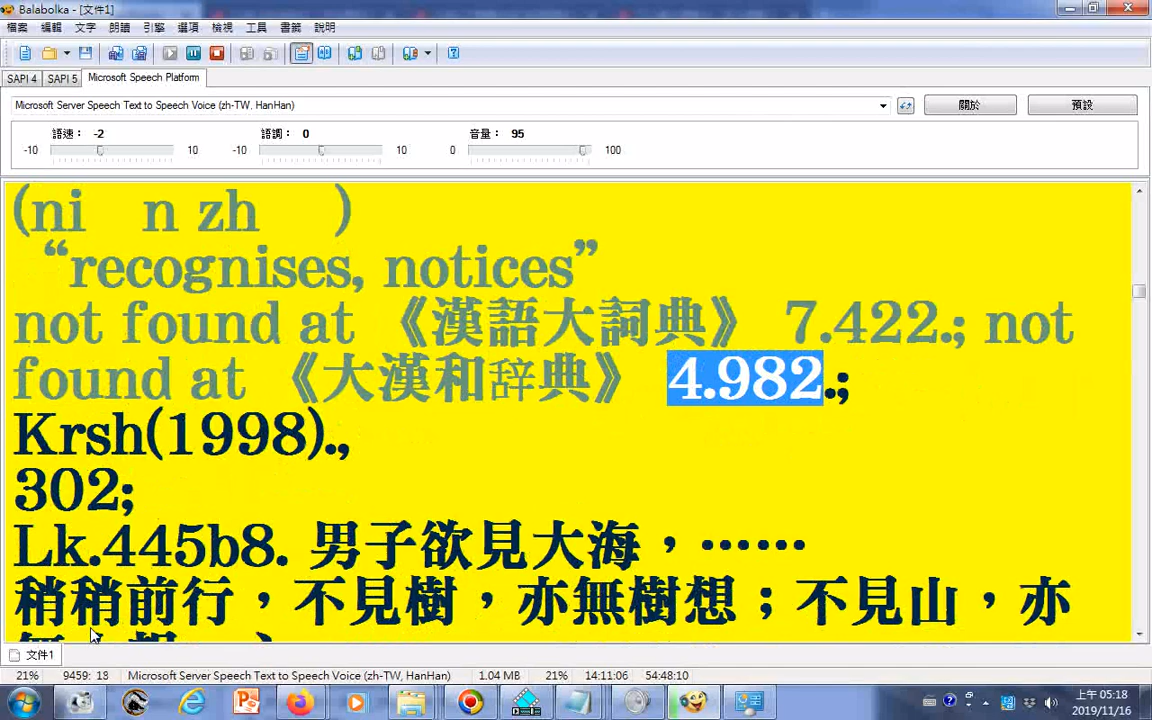 Balabolka - [文件1]
檔案 編輯 文字 朗讀 引擎 選項 檢視 工具 書籤 說明
SAPI 4 SAPI 5 Microsoft Speech Platform
Microsoft Server Speech Text to Speech Voice (zh-TW, HanHan) 關於 預設
語速： -2 語調： 0 音量： 95
-10 10 -10 10 0 100
(ni n zh )
“recognises, notices”
not found at 《漢語大詞典》 7.422.; not
found at 《大漢和辞典》 4.982.;
Krsh(1998).,
302;
Lk.445b8. 男子欲見大海，……
稍稍前行，不見樹，亦無樹想；不見山，亦
文件1
21% 9459: 18 Microsoft Server Speech Text to Speech Voice (zh-TW, HanHan) 1.04 MB 21% 14:11:06 54:48:10
上午 05:18
2019/11/16